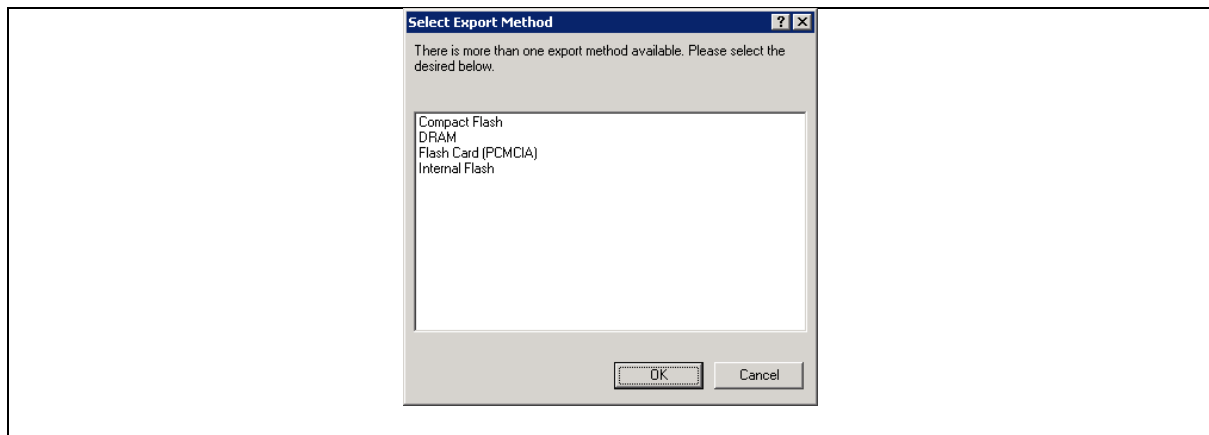 Select Export Method
There is more than one export method available. Please select the
desired below.
Compact Flash
DRAM
Flash Card (PCMCIA)
Internal Flash
OK
Cancel